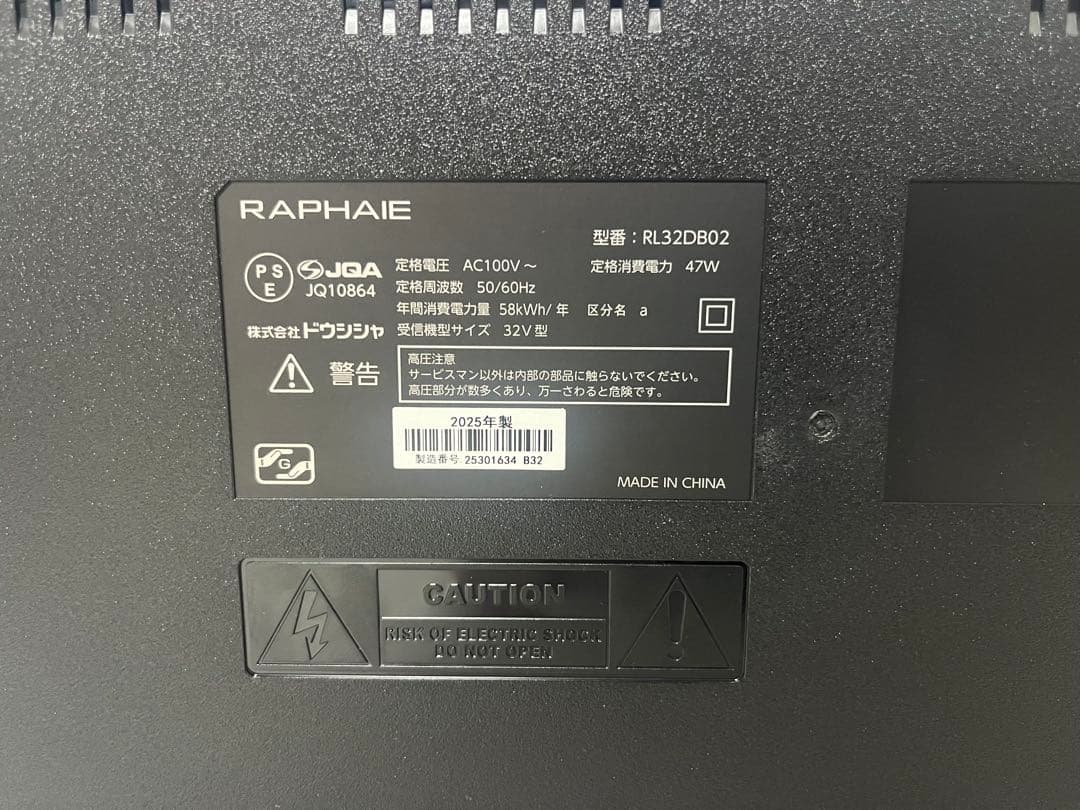 RAPHAIE
型番：RL32DB02
PS
E
JQA
JQ10864
定格電圧 AC100V～ 定格消費電力 47W
定格周波数 50/60Hz
年間消費電力量 58kWh/年 区分名 a
株式会社ドウシシャ 受信機型サイズ 32V型
警告
高圧注意
サービスマン以外は内部の部品に触らないでください。
高圧部分が数多くあり、万一さわると危険です。
2025年製
製造番号 25301634 B32
G
MADE IN CHINA
CAUTION
RISK OF ELECTRIC SHOCK
DO NOT OPEN